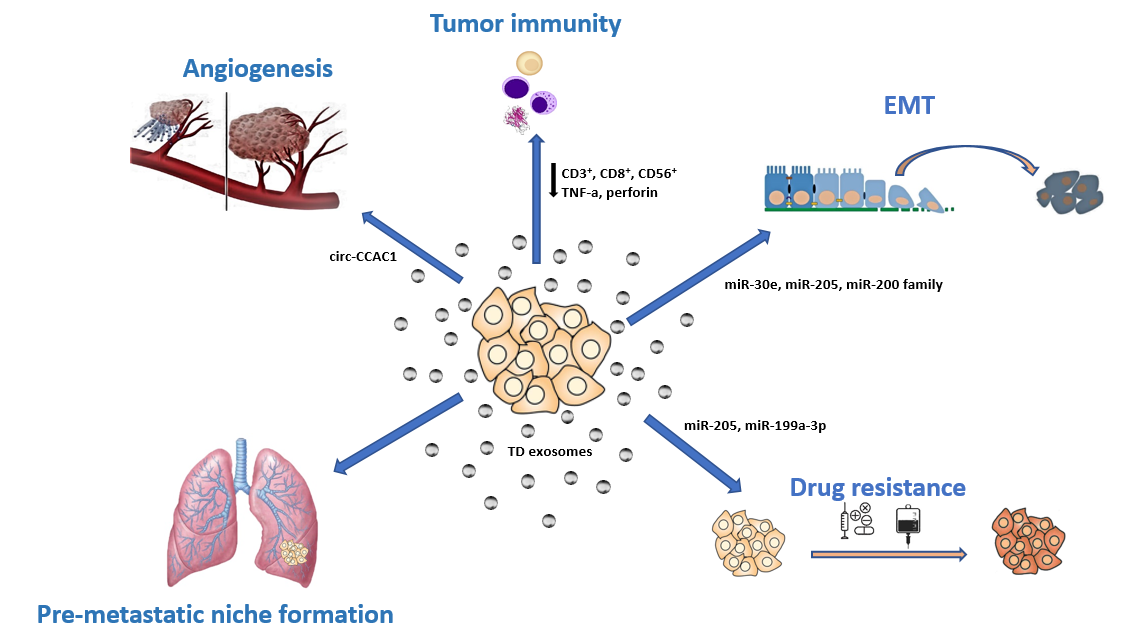 Tumor immunity
Angiogenesis
EMT
CD3⁺, CD8⁺, CD56⁺
TNF-a, perforin
circ-CCAC1
miR-30e, miR-205, miR-200 family
miR-205, miR-199a-3p
TD exosomes
Drug resistance
Pre-metastatic niche formation